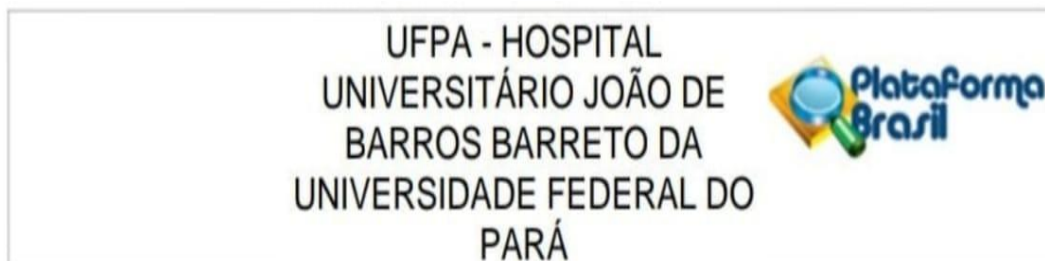 UFPA - HOSPITAL
UNIVERSITÁRIO JOÃO DE
BARROS BARRETO DA
UNIVERSIDADE FEDERAL DO
PARÁ
Plataforma
Brasil